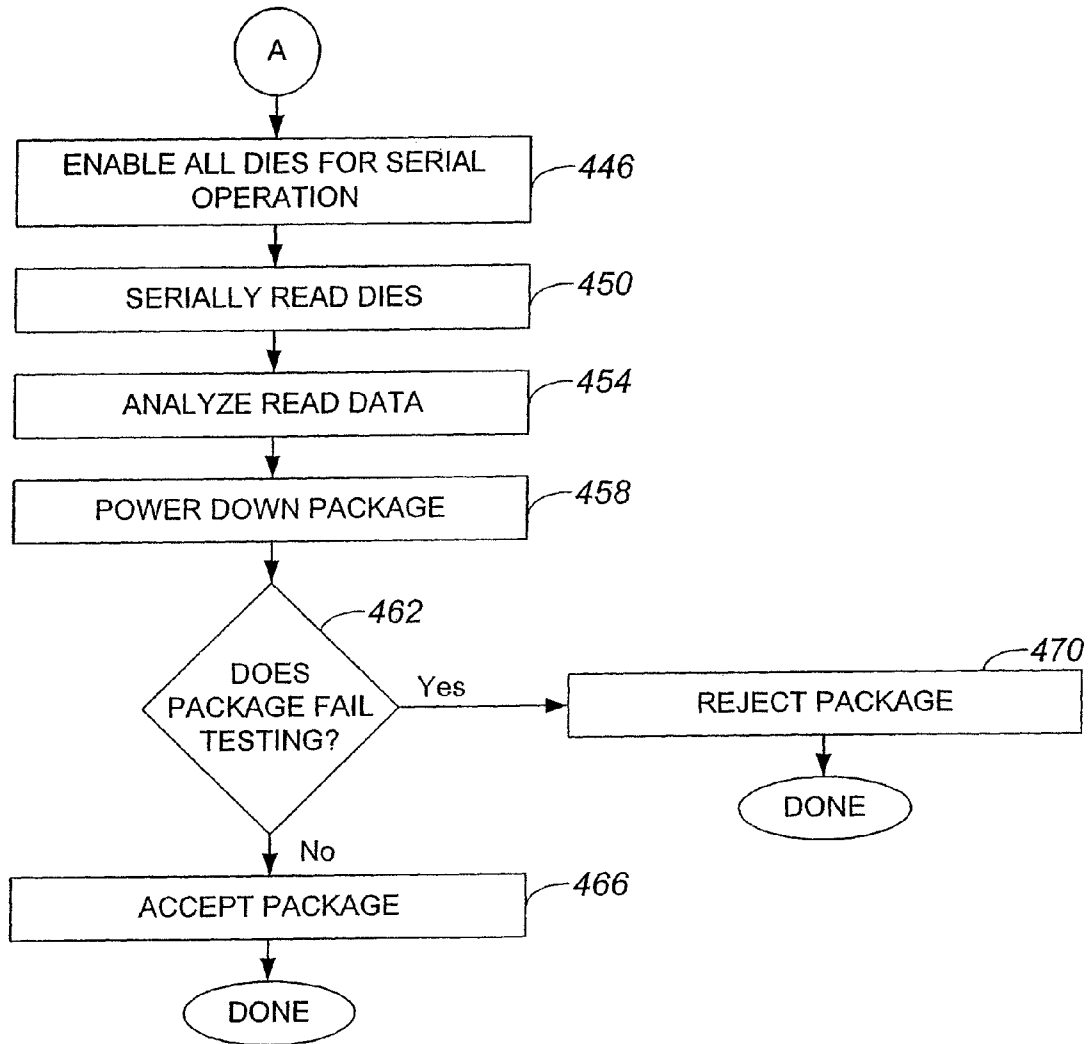 A
ENABLE ALL DIES FOR SERIAL
OPERATION
446
SERIALLY READ DIES
450
ANALYZE READ DATA
454
POWER DOWN PACKAGE
458
462
DOES
PACKAGE FAIL
TESTING?
Yes
470
REJECT PACKAGE
DONE
No
ACCEPT PACKAGE
466
DONE